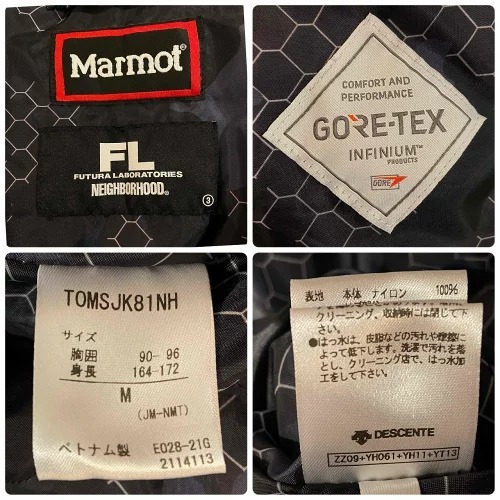 Marmot®
FL
FUTURA LABORATORIES
NEIGHBORHOOD®
③
COMFORT AND
PERFORMANCE
GORE-TEX
INFINIUM™
PRODUCTS
GORE
TOMSJK81NH
サイズ
胸囲 90-96
身長 164-172
M
(JM-NMT)
ベトナム製 E028-21G
2114113
表地 本体 ナイロン 100%
クリーニング、収納時には閉じて下
さい。
●はっ水は、皮脂などの汚れや摩擦に
よって低下します。洗濯で汚れを落
とし、クリーニング店で、はっ水加
工をして下さい。
DESCENTE
ZZ09+YH061+YH11+YT13